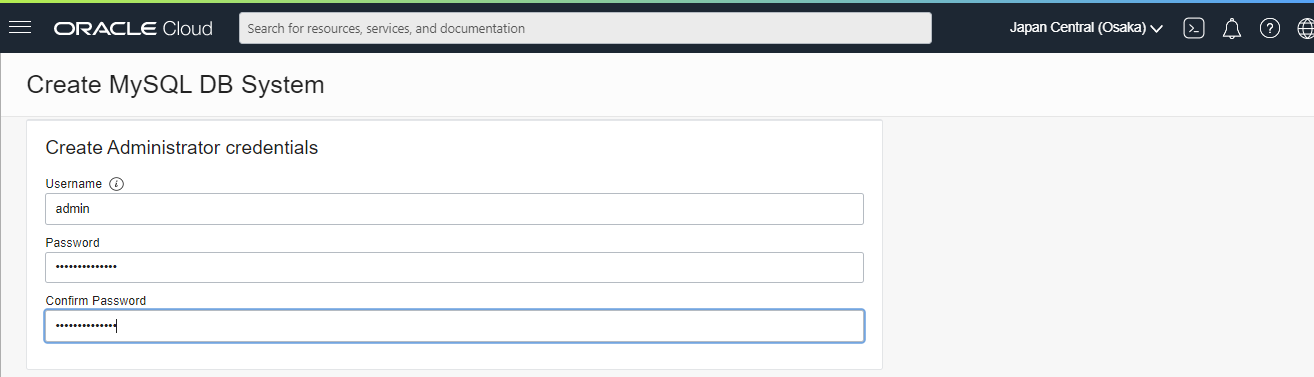 ORACLE Cloud
Search for resources, services, and documentation
Japan Central (Osaka)
Create MySQL DB System
Create Administrator credentials
Username
admin
Password
••••••••••••••
Confirm Password
••••••••••••••